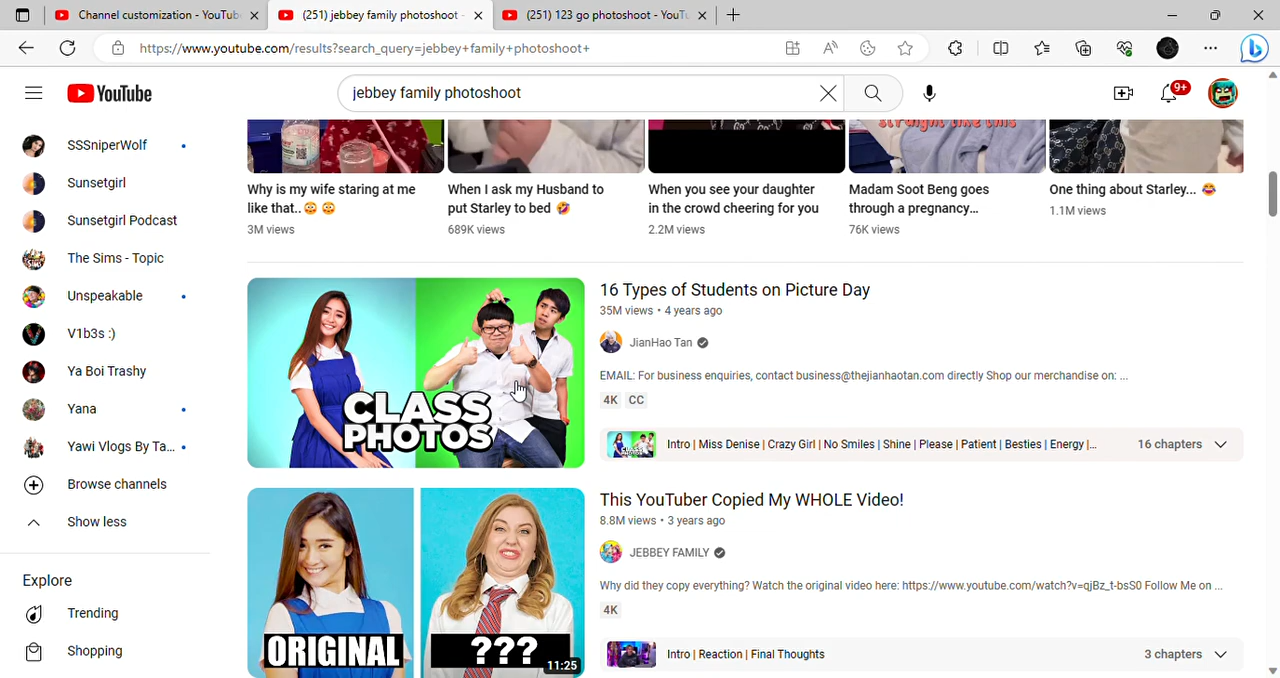 Channel customization - YouTube
(251) jebbey family photoshoot -
(251) 123 go photoshoot - YouTu
https://www.youtube.com/results?search_query=jebbey+family+photoshoot+
YouTube
jebbey family photoshoot
9+
SSSniperWolf
Sunsetgirl
Sunsetgirl Podcast
The Sims - Topic
Unspeakable
V1b3s :)
Ya Boi Trashy
Yana
Yawi Vlogs By Ta...
Browse channels
Show less
Explore
Trending
Shopping
straight like this
Why is my wife staring at me
like that..😳 😳
3M views
When I ask my Husband to
put Starley to bed 🤣
689K views
When you see your daughter
in the crowd cheering for you
2.2M views
Madam Soot Beng goes
through a pregnancy…
76K views
One thing about Starley... 😂
1.1M views
CLASS
PHOTOS
16 Types of Students on Picture Day
35M views • 4 years ago
JianHao Tan
EMAIL: For business enquiries, contact business@thejianhaotan.com directly Shop our merchandise on: ...
4K CC
Intro | Miss Denise | Crazy Girl | No Smiles | Shine | Please | Patient | Besties | Energy |...
16 chapters
ORIGINAL
???
11:25
This YouTuber Copied My WHOLE Video!
8.8M views • 3 years ago
JEBBEY FAMILY
Why did they copy everything? Watch the original video here: https://www.youtube.com/watch?v=qjBz_t-bsS0 Follow Me on ...
4K
Intro | Reaction | Final Thoughts
3 chapters